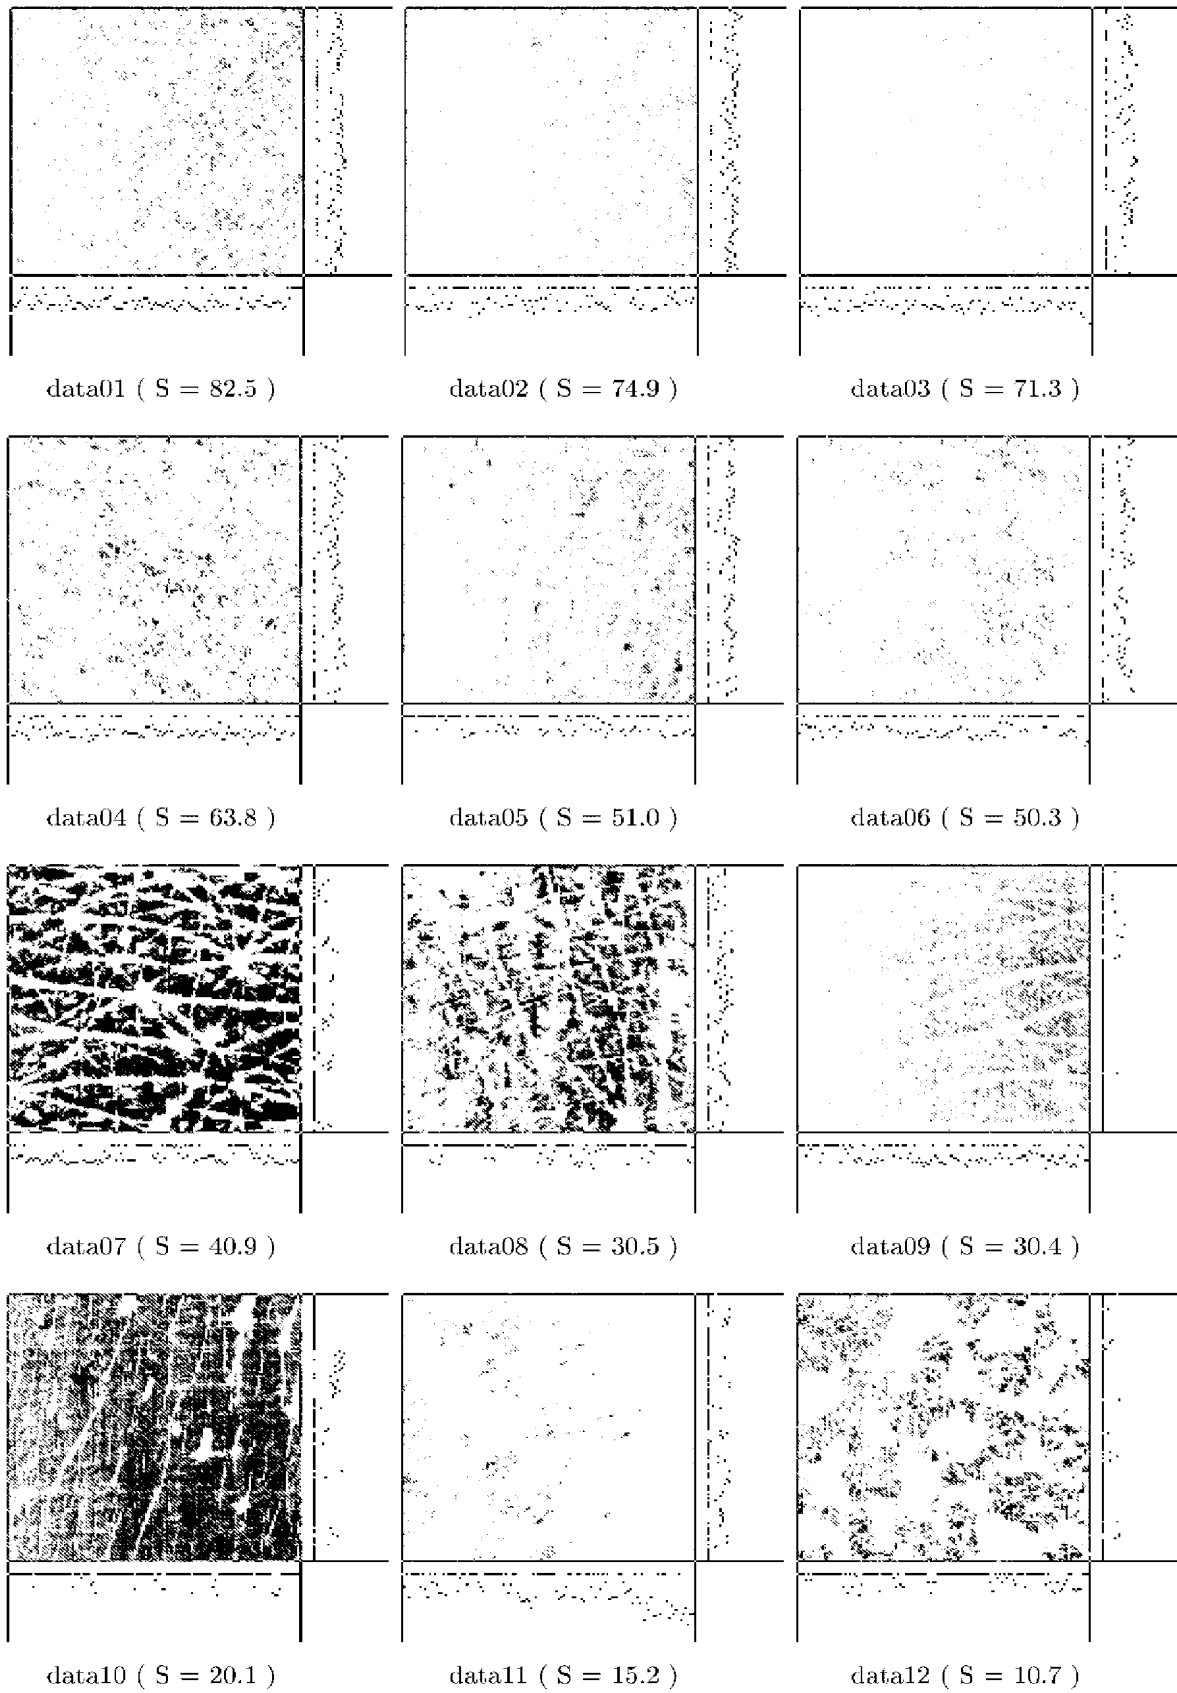 data01 ( S = 82.5 )
data02 ( S = 74.9 )
data03 ( S = 71.3 )
data04 ( S = 63.8 )
data05 ( S = 51.0 )
data06 ( S = 50.3 )
data07 ( S = 40.9 )
data08 ( S = 30.5 )
data09 ( S = 30.4 )
data10 ( S = 20.1 )
data11 ( S = 15.2 )
data12 ( S = 10.7 )